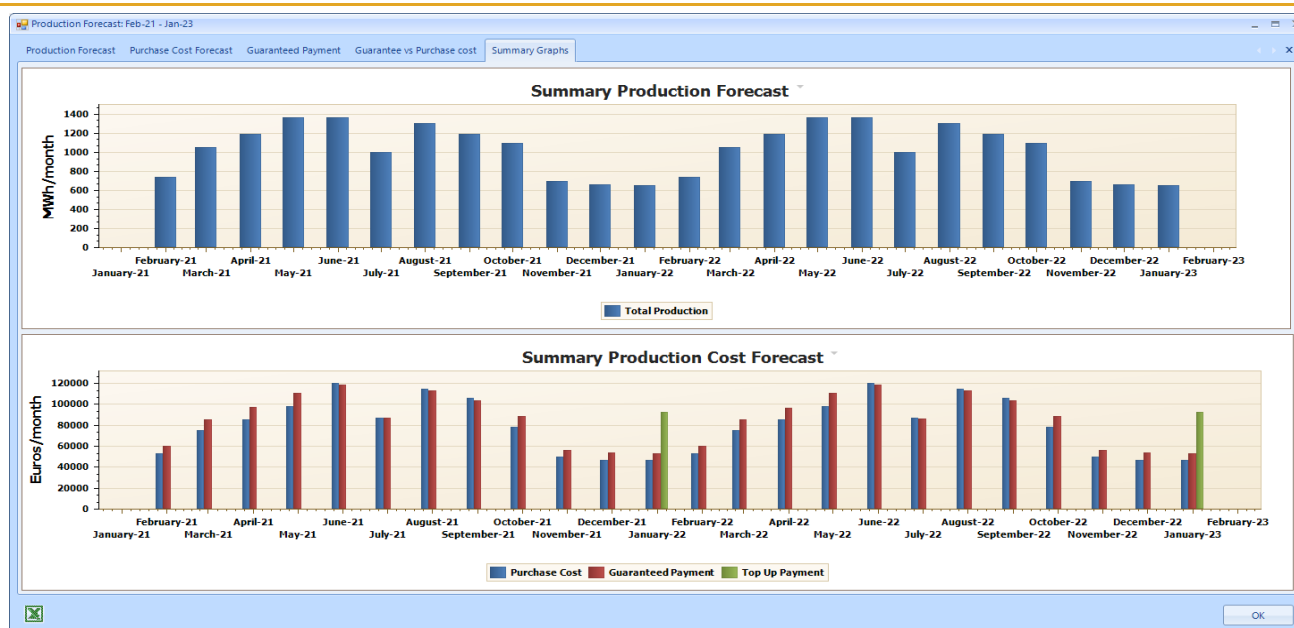 Production Forecast: Feb-21 - Jan-23
Production Forecast Purchase Cost Forecast Guaranteed Payment Guarantee vs Purchase cost Summary Graphs
Summary Production Forecast
MWh/month
1400
1200
1000
800
600
400
200
0
February-21 April-21 June-21 August-21 October-21 December-21 February-22 April-22 June-22 August-22 October-22 December-22 February-23
January-21 March-21 May-21 July-21 September-21 November-21 January-22 March-22 May-22 July-22 September-22 November-22 January-23
Total Production
Summary Production Cost Forecast
Euros/month
120000
100000
80000
60000
40000
20000
0
February-21 April-21 June-21 August-21 October-21 December-21 February-22 April-22 June-22 August-22 October-22 December-22 February-23
January-21 March-21 May-21 July-21 September-21 November-21 January-22 March-22 May-22 July-22 September-22 November-22 January-23
Purchase Cost Guaranteed Payment Top Up Payment
OK